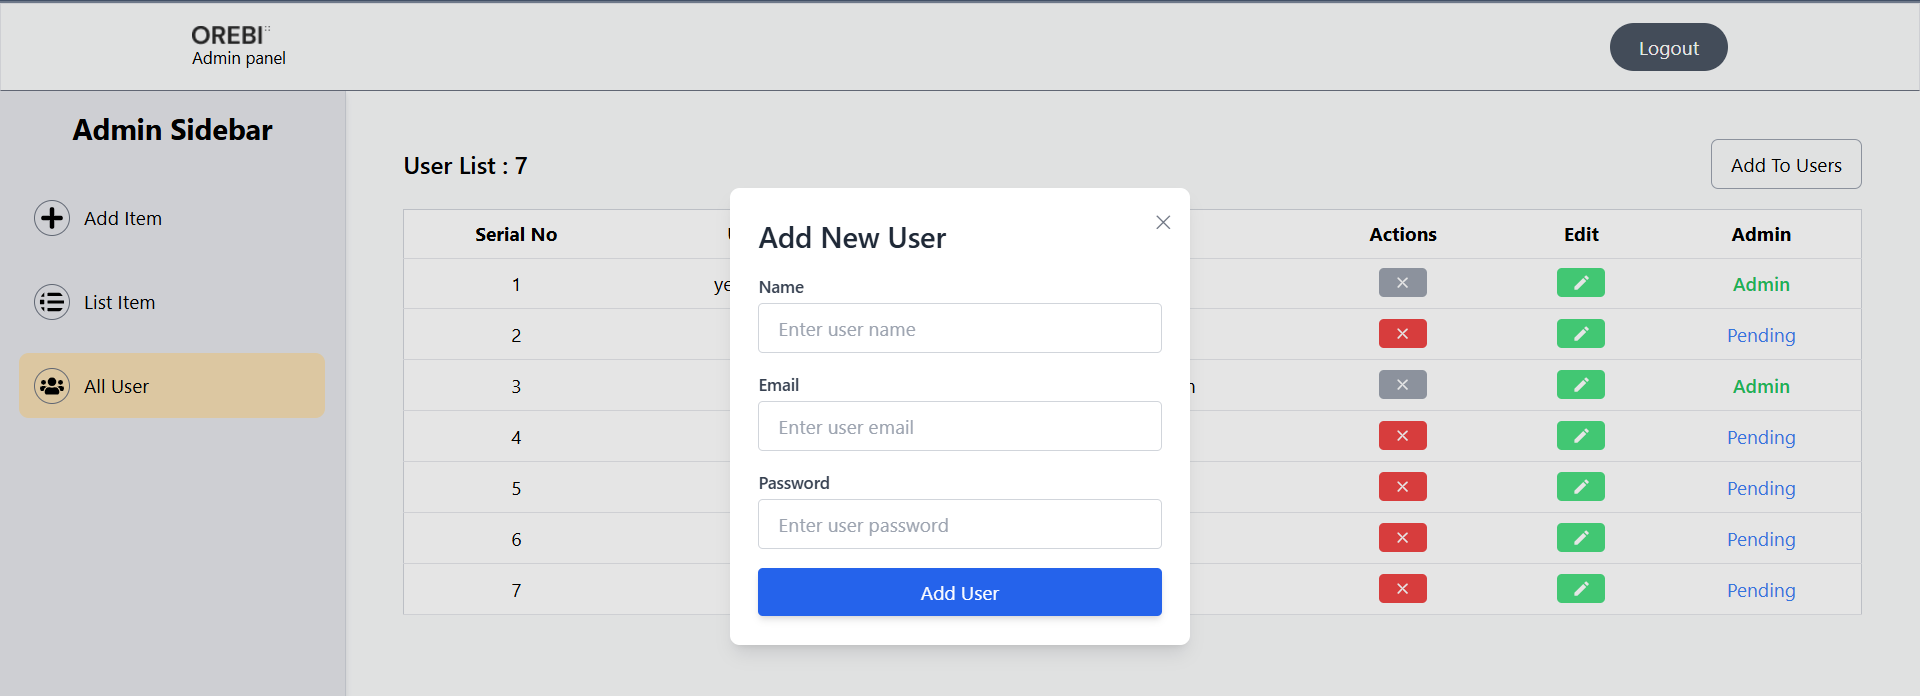 OREBI
Admin panel
Logout
Admin Sidebar
Add Item
List Item
All User
User List : 7
Add To Users
Serial No Actions Edit Admin
1 Admin
2 Pending
3 Admin
4 Pending
5 Pending
6 Pending
7 Pending
Add New User
Name
Enter user name
Email
Enter user email
Password
Enter user password
Add User